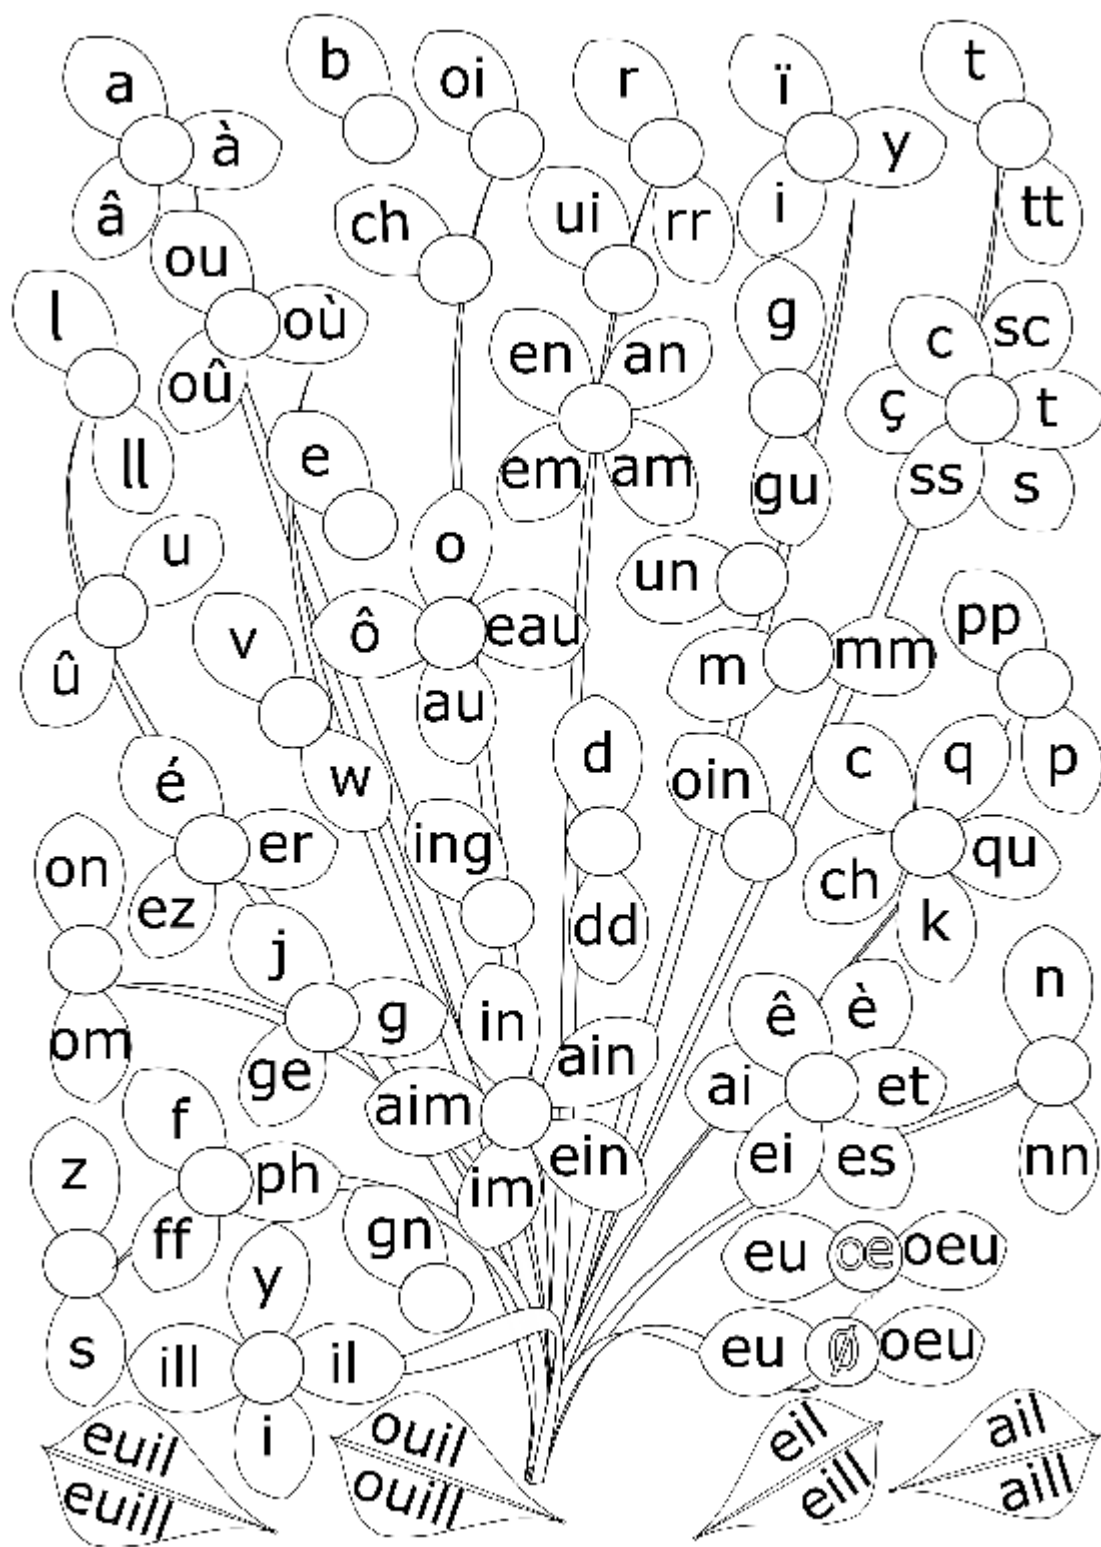 a
à
â
b
oi
r
rr
ï
y
i
t
tt
ch
ui
ou
où
oû
l
ll
en
an
em
am
g
gu
c
sc
ç
t
ss
s
e
o
ô
eau
au
u
û
un
m
mm
pp
p
v
w
d
dd
oin
c
q
qu
ch
k
é
er
ez
ing
on
om
j
g
ge
in
ain
aim
im
ein
ê
è
ai
et
ei
es
n
nn
f
ph
ff
z
s
gn
y
ill
il
i
eu œ oeu
eu ø oeu
euil
euill
ouil
ouill
eil
eill
ail
aill